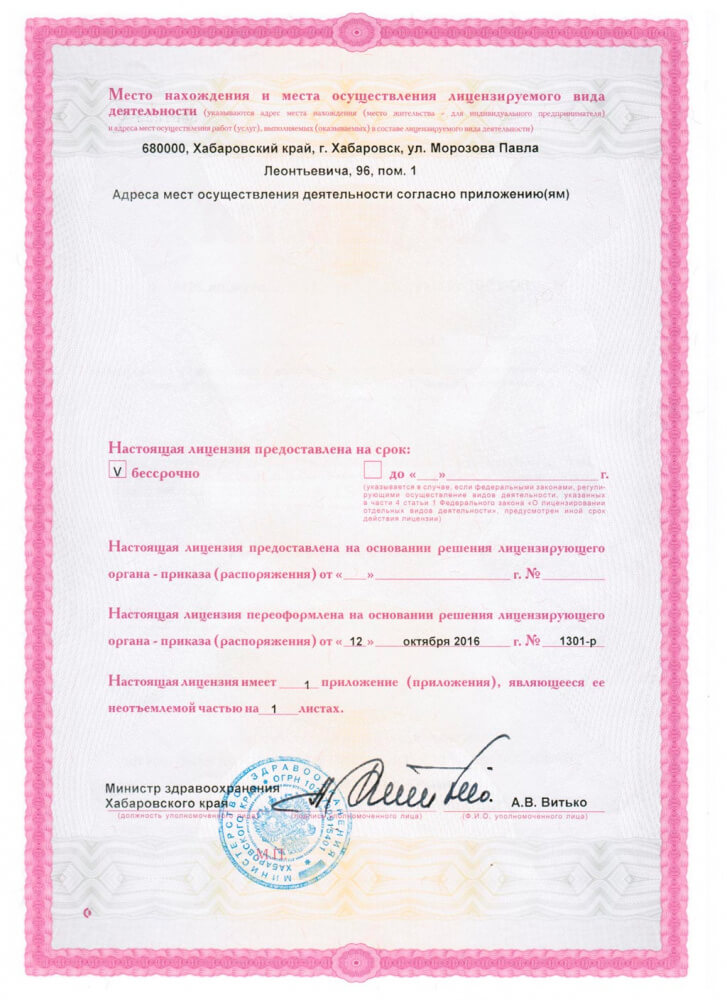 Место нахождения и места осуществления лицензируемого вида
деятельности (указываются адрес места нахождения (место жительства - для индивидуального предпринимателя)
и адреса мест осуществления работ (услуг), выполняемых (оказываемых) в составе лицензируемого вида деятельности)
680000, Хабаровский край, г. Хабаровск, ул. Морозова Павла
Леонтьевича, 96, пом. 1
Адреса мест осуществления деятельности согласно приложению(ям)
Настоящая лицензия предоставлена на срок:
V бессрочно
до «___»____________________ г.
(указывается в случае, если федеральными законами, регули-
рующими осуществление видов деятельности, указанных
в части 4 статьи 1 Федерального закона «О лицензировании
отдельных видов деятельности», предусмотрен иной срок
действия лицензии)
Настоящая лицензия предоставлена на основании решения лицензирующего
органа - приказа (распоряжения) от «___»____________________ г. № _________
Настоящая лицензия переоформлена на основании решения лицензирующего
органа - приказа (распоряжения) от « 12 » октября 2016 г. № 1301-р
Настоящая лицензия имеет 1 приложение (приложения), являющееся ее
неотъемлемой частью на 1 листах.
Министр здравоохранения
Хабаровского края
А.В. Витько
(должность уполномоченного лица)
(подпись уполномоченного лица)
(Ф.И.О. уполномоченного лица)
МИНИСТЕРСТВО ЗДРАВООХРАНЕНИЯ
ХАБАРОВСКОГО КРАЯ
ОГРН
М.П.